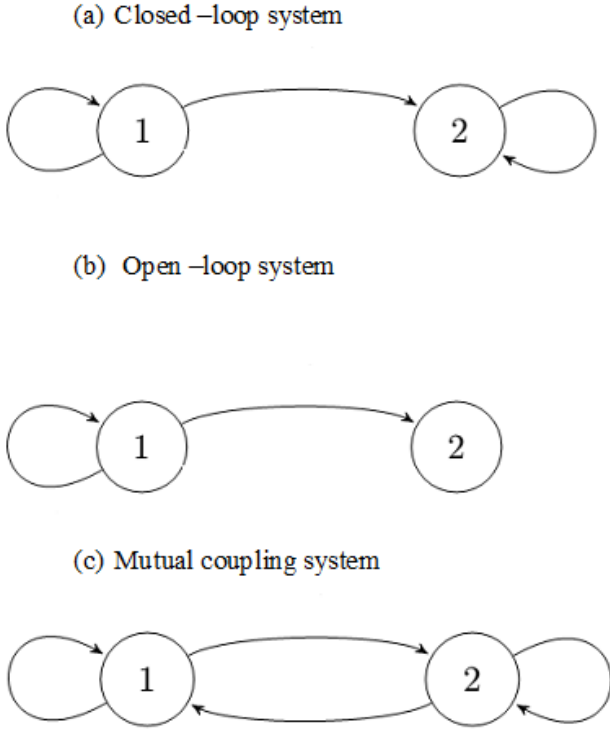 (a) Closed –loop system
1
2
(b) Open –loop system
1
2
(c) Mutual coupling system
1
2